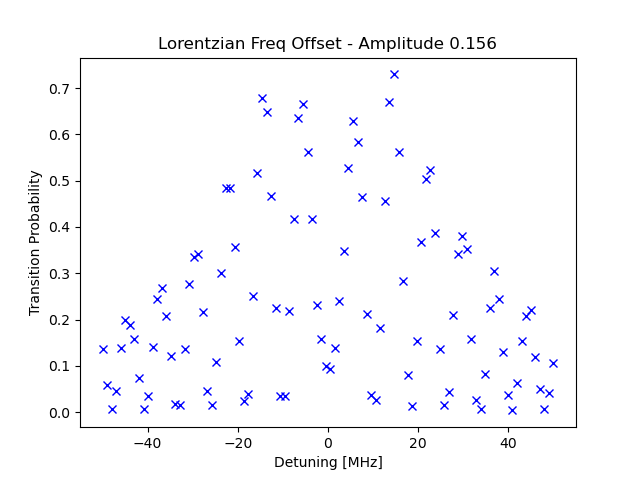 Lorentzian Freq Offset - Amplitude 0.156
Transition Probability
0.7
0.6
0.5
0.4
0.3
0.2
0.1
0.0
−40 −20 0 20 40
Detuning [MHz]